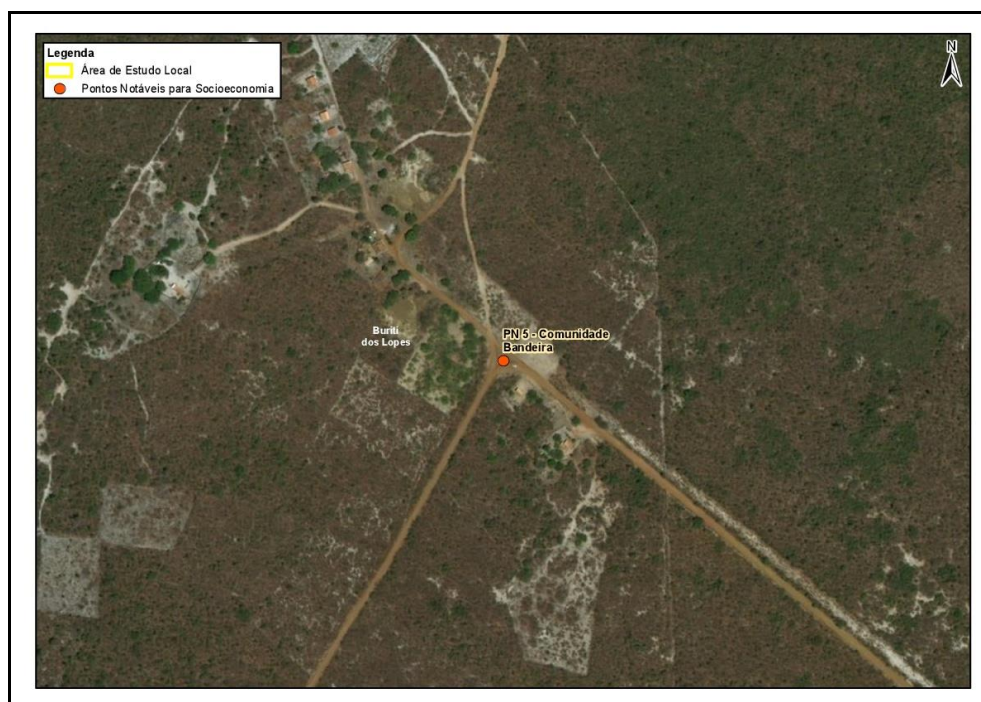 Legenda
Área de Estudo Local
Pontos Notáveis para Socioeconomia
N
Buriti
dos Lopes
PN 5 - Comunidade
Bandeira